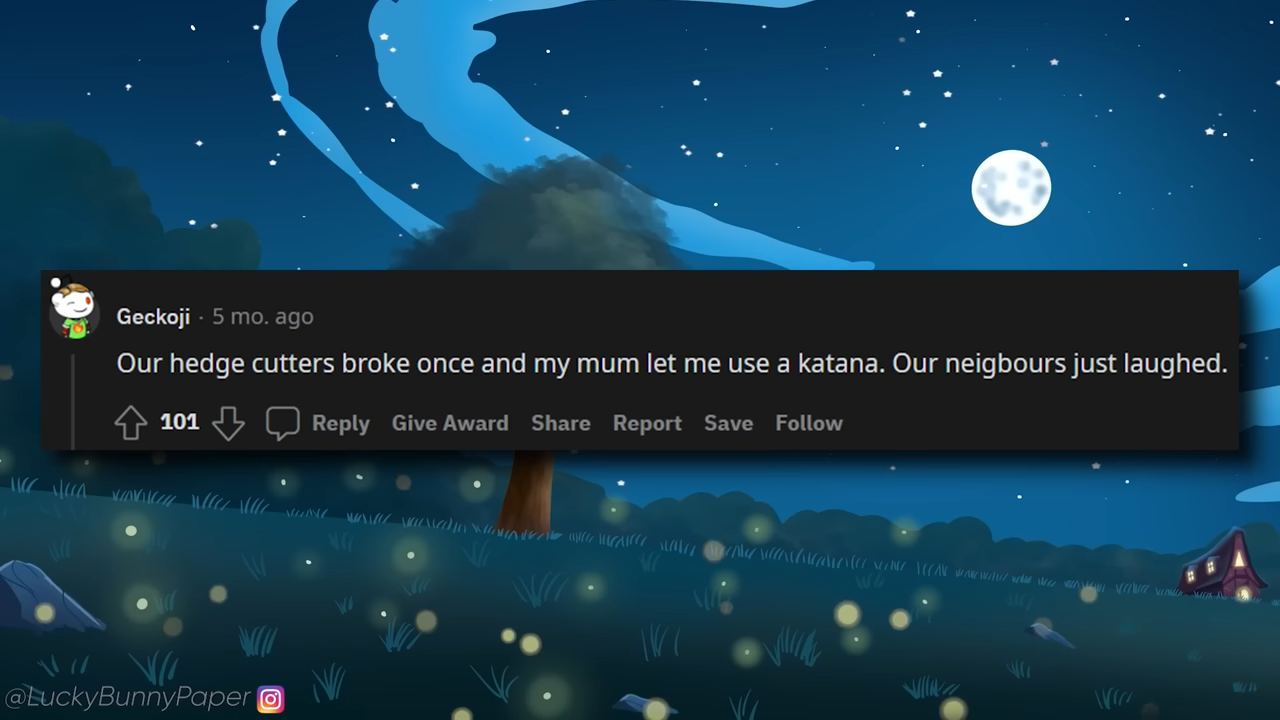 Geckoji · 5 mo. ago
Our hedge cutters broke once and my mum let me use a katana. Our neigbours just laughed.
101 Reply Give Award Share Report Save Follow
@LuckyBunnyPaper